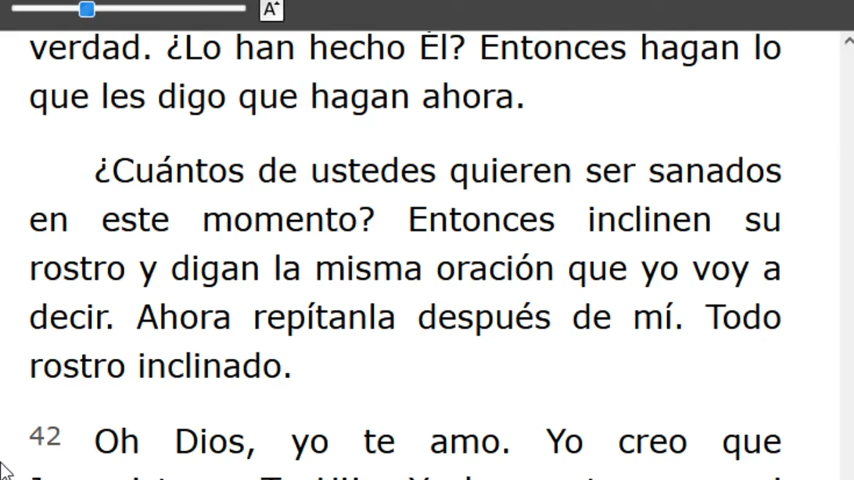 A
verdad. ¿Lo han hecho Él? Entonces hagan lo
que les digo que hagan ahora.
¿Cuántos de ustedes quieren ser sanados
en este momento? Entonces inclinen su
rostro y digan la misma oración que yo voy a
decir. Ahora repítanla después de mí. Todo
rostro inclinado.
42 Oh Dios, yo te amo. Yo creo que